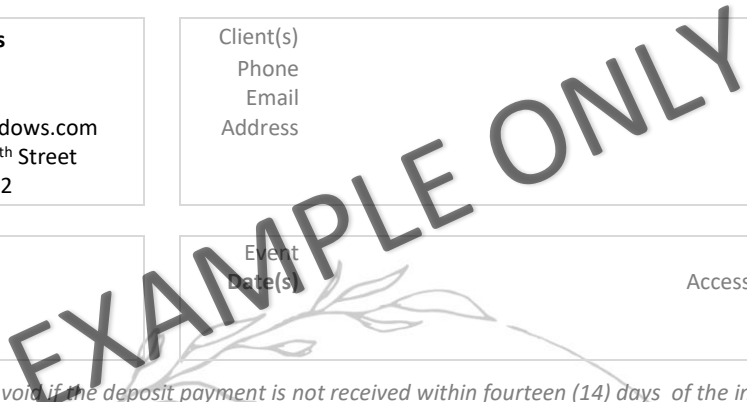 s
Client(s)
Phone
Email
Address
dows.com
th Street
2
EXAMPLE ONLY
Event
Date(s)
Access
void if the deposit payment is not received within fourteen (14) days of the in